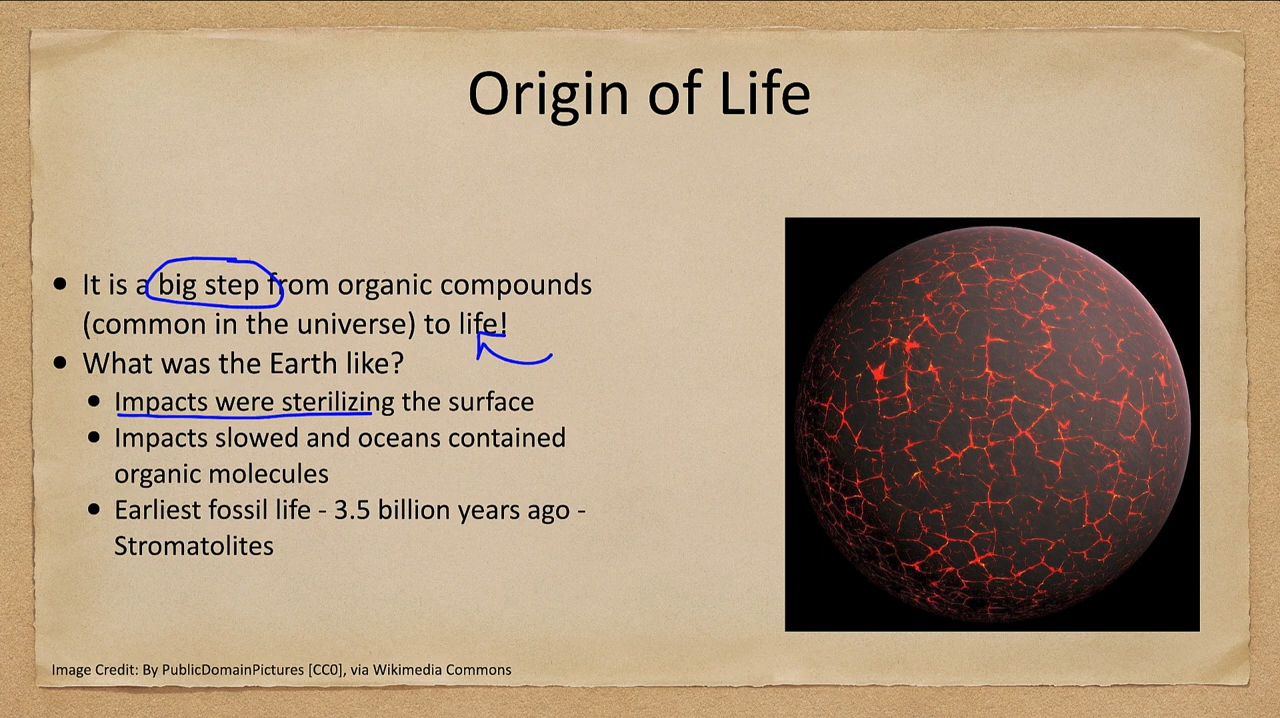 Origin of Life
• It is a big step from organic compounds
(common in the universe) to life!
• What was the Earth like?
• Impacts were sterilizing the surface
• Impacts slowed and oceans contained
organic molecules
• Earliest fossil life - 3.5 billion years ago -
Stromatolites
Image Credit: By PublicDomainPictures [CC0], via Wikimedia Commons